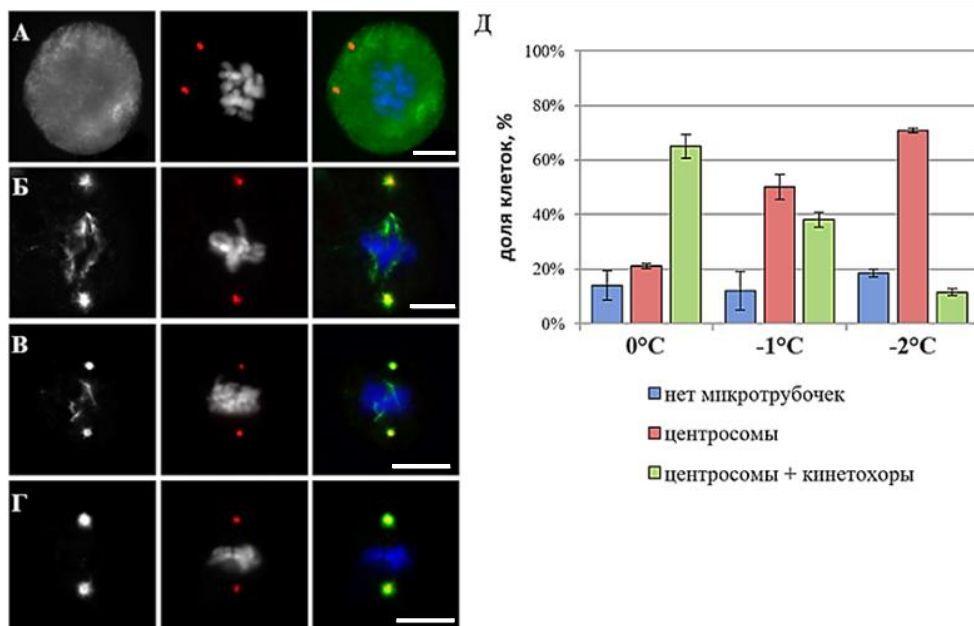 А
Б
В
Г
Д
доля клеток, %
100%
80%
60%
40%
20%
0%
0°C
-1°C
-2°C
нет микротрубочек
центросомы
центросомы + кинетохоры